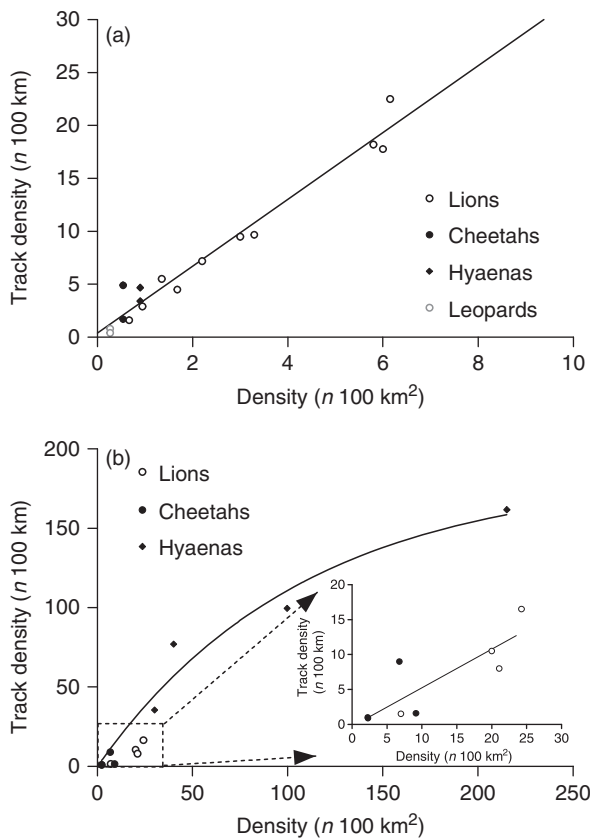 (a)
30
25
20
15
10
5
0
Track density (n 100 km)
Lions
Cheetahs
Hyaenas
Leopards
0 2 4 6 8 10
Density (n 100 km²)
(b)
200
150
100
50
0
Track density (n 100 km)
Lions
Cheetahs
Hyaenas
20
15
10
5
0
Track density
(n 100 km)
0 5 10 15 20 25 30
Density (n 100 km²)
0 50 100 150 200 250
Density (n 100 km²)